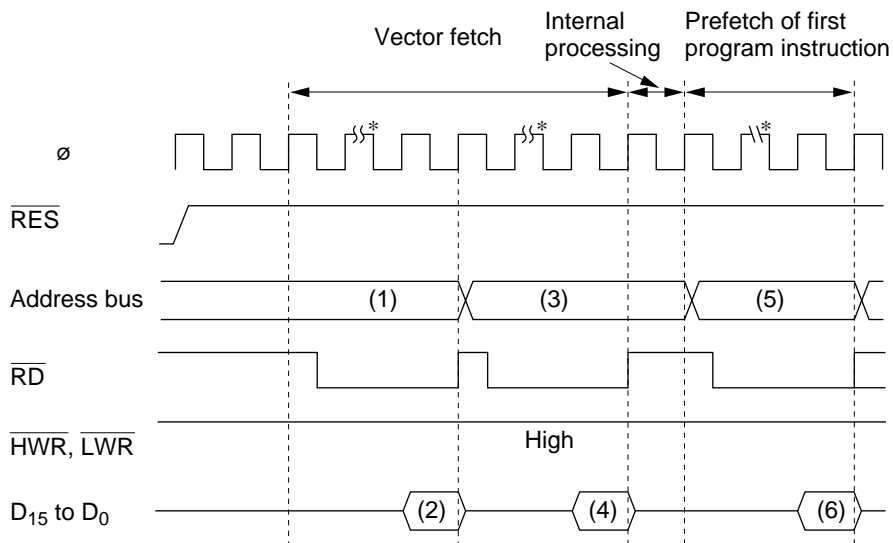 Vector fetch
Internal
processing
Prefetch of first
program instruction
*
*
*
ø
RES
Address bus
(1)
(3)
(5)
RD
HWR, LWR
High
D15 to D0
(2)
(4)
(6)